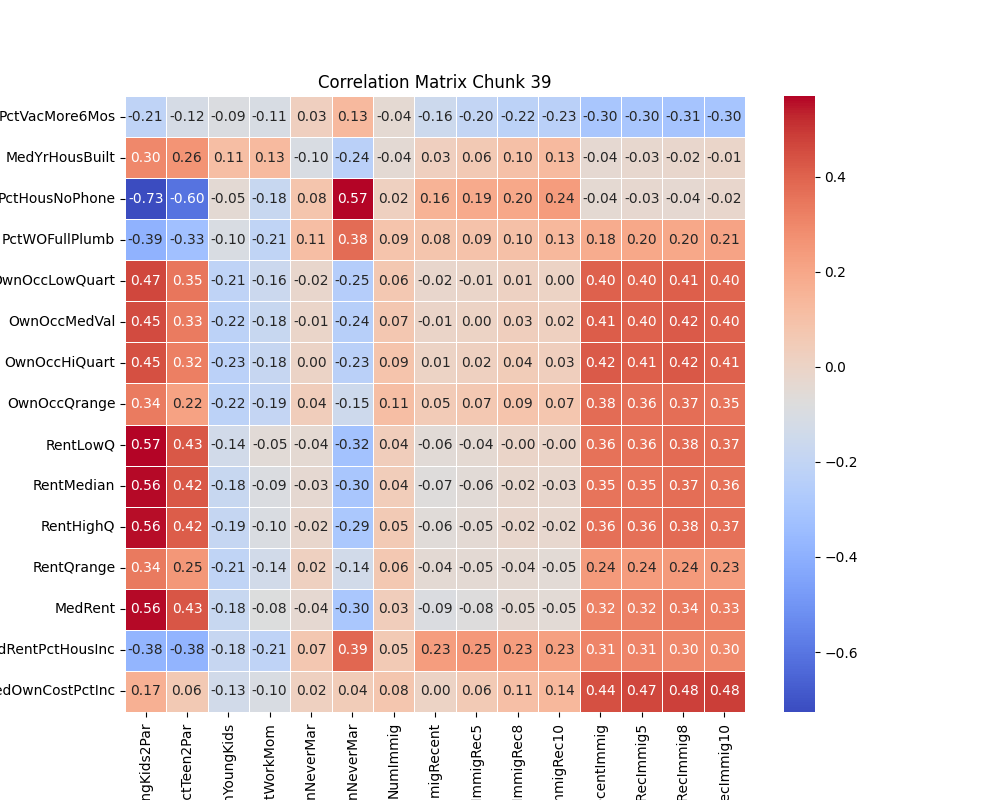 Correlation Matrix Chunk 39
PctVacMore6Mos -0.21 -0.12 -0.09 -0.11 0.03 0.13 -0.04 -0.16 -0.20 -0.22 -0.23 -0.30 -0.30 -0.31 -0.30
MedYrHousBuilt 0.30 0.26 0.11 0.13 -0.10 -0.24 -0.04 0.03 0.06 0.10 0.13 -0.04 -0.03 -0.02 -0.01
PctHousNoPhone -0.73 -0.60 -0.05 -0.18 0.08 0.57 0.02 0.16 0.19 0.20 0.24 -0.04 -0.03 -0.04 -0.02
PctWOFullPlumb -0.39 -0.33 -0.10 -0.21 0.11 0.38 0.09 0.08 0.09 0.10 0.13 0.18 0.20 0.20 0.21
OwnOccLowQuart 0.47 0.35 -0.21 -0.16 -0.02 -0.25 0.06 -0.02 -0.01 0.01 0.00 0.40 0.40 0.41 0.40
OwnOccMedVal 0.45 0.33 -0.22 -0.18 -0.01 -0.24 0.07 -0.01 0.00 0.03 0.02 0.41 0.40 0.42 0.40
OwnOccHiQuart 0.45 0.32 -0.23 -0.18 0.00 -0.23 0.09 0.01 0.02 0.04 0.03 0.42 0.41 0.42 0.41
OwnOccQrange 0.34 0.22 -0.22 -0.19 0.04 -0.15 0.11 0.05 0.07 0.09 0.07 0.38 0.36 0.37 0.35
RentLowQ 0.57 0.43 -0.14 -0.05 -0.04 -0.32 0.04 -0.06 -0.04 -0.00 -0.00 0.36 0.36 0.38 0.37
RentMedian 0.56 0.42 -0.18 -0.09 -0.03 -0.30 0.04 -0.07 -0.06 -0.02 -0.03 0.35 0.35 0.37 0.36
RentHighQ 0.56 0.42 -0.19 -0.10 -0.02 -0.29 0.05 -0.06 -0.05 -0.02 -0.02 0.36 0.36 0.38 0.37
RentQrange 0.34 0.25 -0.21 -0.14 0.02 -0.14 0.06 -0.04 -0.05 -0.04 -0.05 0.24 0.24 0.24 0.23
MedRent 0.56 0.43 -0.18 -0.08 -0.04 -0.30 0.03 -0.09 -0.08 -0.05 -0.05 0.32 0.32 0.34 0.33
dRentPctHousInc -0.38 -0.38 -0.18 -0.21 0.07 0.39 0.05 0.23 0.25 0.23 0.23 0.31 0.31 0.30 0.30
edOwnCostPctInc 0.17 0.06 -0.13 -0.10 0.02 0.04 0.08 0.00 0.06 0.11 0.14 0.44 0.47 0.48 0.48
ngKids2Par
ctTeen2Par
nYoungKids
tWorkMom
nNeverMar
nNeverMar
NumImmig
migRecent
ImmigRec5
ImmigRec8
nmigRec10
centImmig
RecImmig5
RecImmig8
ecImmig10
0.4
0.2
0.0
−0.2
−0.4
−0.6